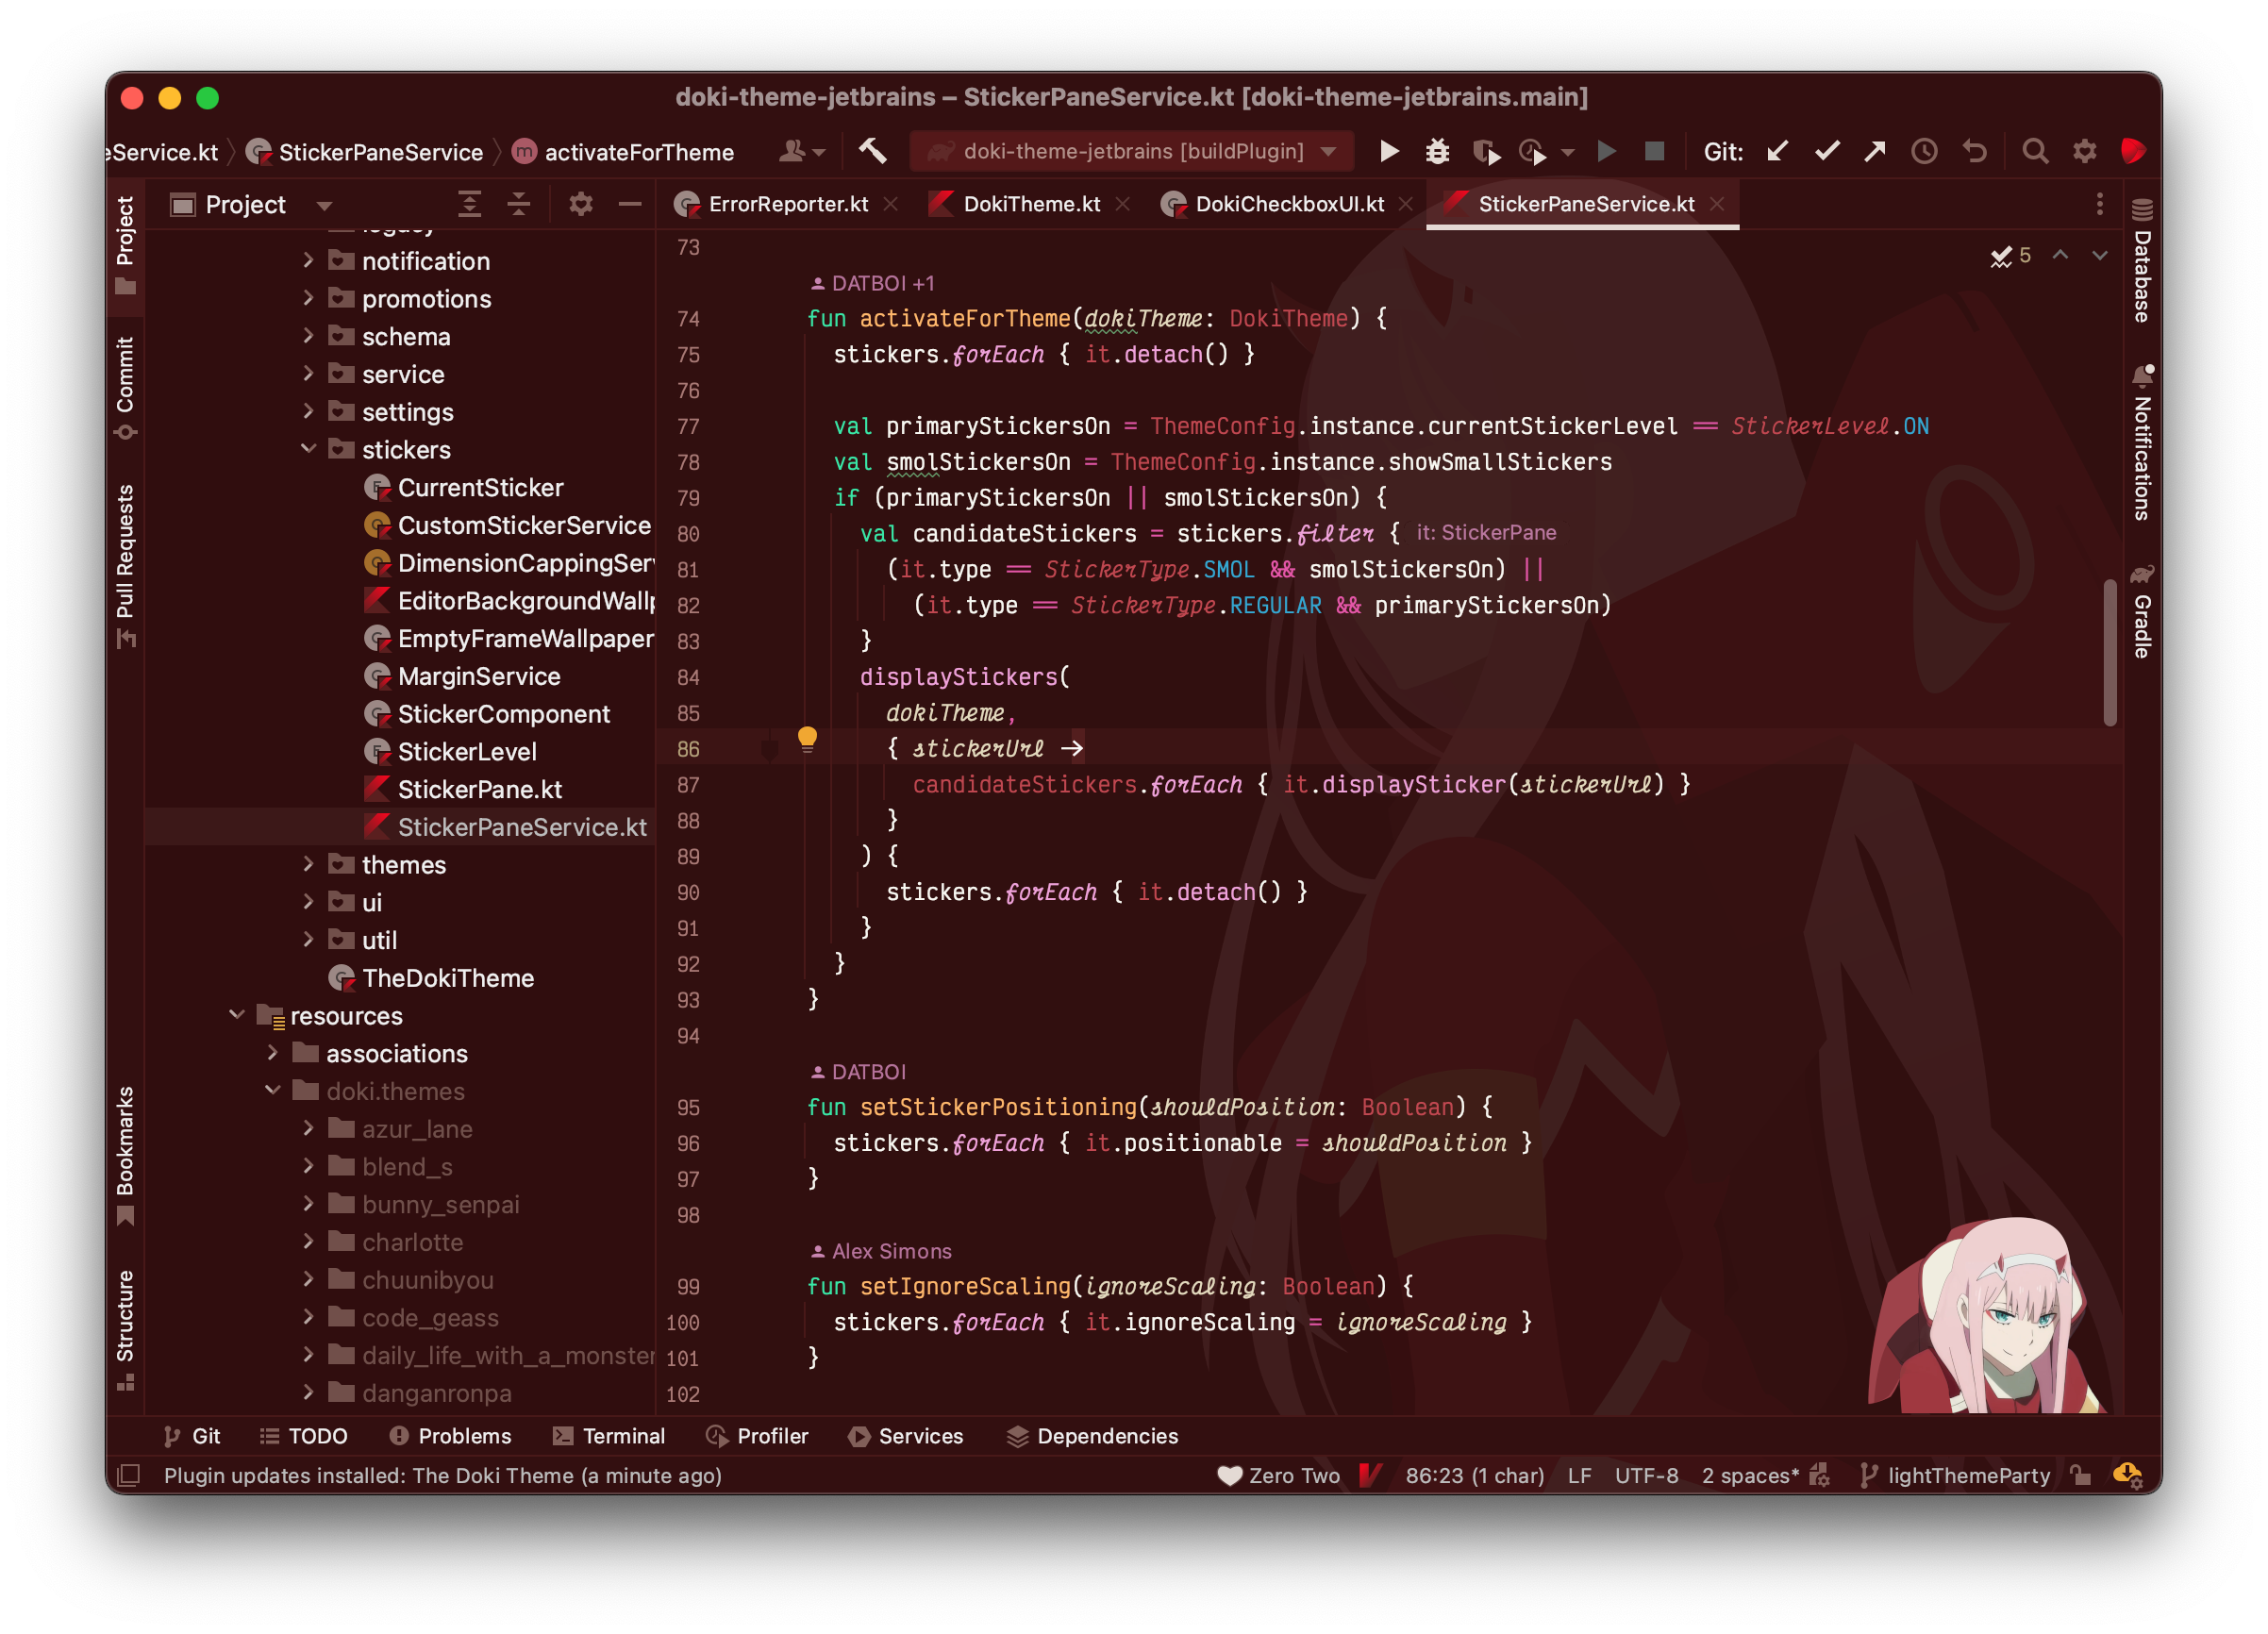 doki-theme-jetbrains – StickerPaneService.kt [doki-theme-jetbrains.main]
eService.kt StickerPaneService m activateForTheme doki-theme-jetbrains [buildPlugin] Git:
Project
Commit
Pull Requests
Bookmarks
Structure
Project
legacy
notification
promotions
schema
service
settings
stickers
CurrentSticker
CustomStickerService
DimensionCappingServ
EditorBackgroundWallp
EmptyFrameWallpaper
MarginService
StickerComponent
StickerLevel
StickerPane.kt
StickerPaneService.kt
themes
ui
util
TheDokiTheme
resources
associations
doki.themes
azur_lane
blend_s
bunny_senpai
charlotte
chuunibyou
code_geass
daily_life_with_a_monster
danganronpa
ErrorReporter.kt DokiTheme.kt DokiCheckboxUI.kt StickerPaneService.kt
5
73
DATBOI +1
74 fun activateForTheme(dokiTheme: DokiTheme) {
75 stickers.forEach { it.detach() }
76
77 val primaryStickersOn = ThemeConfig.instance.currentStickerLevel == StickerLevel.ON
78 val smolStickersOn = ThemeConfig.instance.showSmallStickers
79 if (primaryStickersOn || smolStickersOn) {
80 val candidateStickers = stickers.filter { it: StickerPane
81 (it.type == StickerType.SMOL && smolStickersOn) ||
82 (it.type == StickerType.REGULAR && primaryStickersOn)
83 }
84 displayStickers(
85 dokiTheme,
86 { stickerUrl ->
87 candidateStickers.forEach { it.displaySticker(stickerUrl) }
88 }
89 ) {
90 stickers.forEach { it.detach() }
91 }
92 }
93 }
94
DATBOI
95 fun setStickerPositioning(shouldPosition: Boolean) {
96 stickers.forEach { it.positionable = shouldPosition }
97 }
98
Alex Simons
99 fun setIgnoreScaling(ignoreScaling: Boolean) {
100 stickers.forEach { it.ignoreScaling = ignoreScaling }
101 }
102
Database
Notifications
Gradle
Git TODO Problems Terminal Profiler Services Dependencies
Plugin updates installed: The Doki Theme (a minute ago) Zero Two 86:23 (1 char) LF UTF-8 2 spaces* lightThemeParty